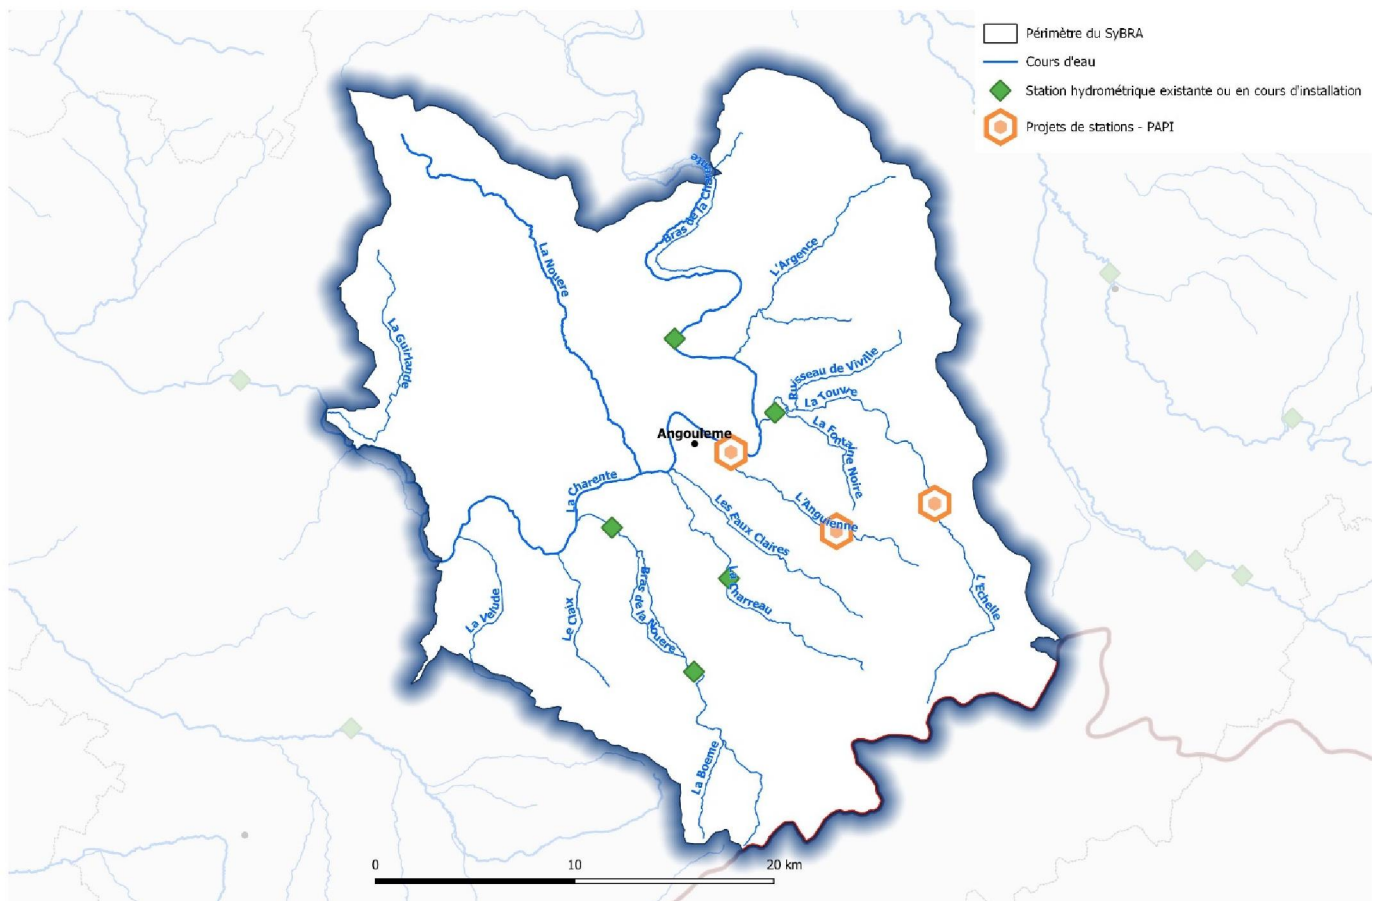 Périmètre du SyBRA
Cours d'eau
Station hydrométrique existante ou en cours d'installation
Projets de stations - PAPI
Bras de la Charente
La Nouere
L'Argence
La Guirlande
Ruisseau de Viville
La Touvre
La Fontaine Noire
Angouleme
La Charente
L'Anguienne
Les Eaux Claires
L'Echelle
Le Charreau
Bras de la Nouere
La Velude
Le Claix
La Boeme
0 10 20 km